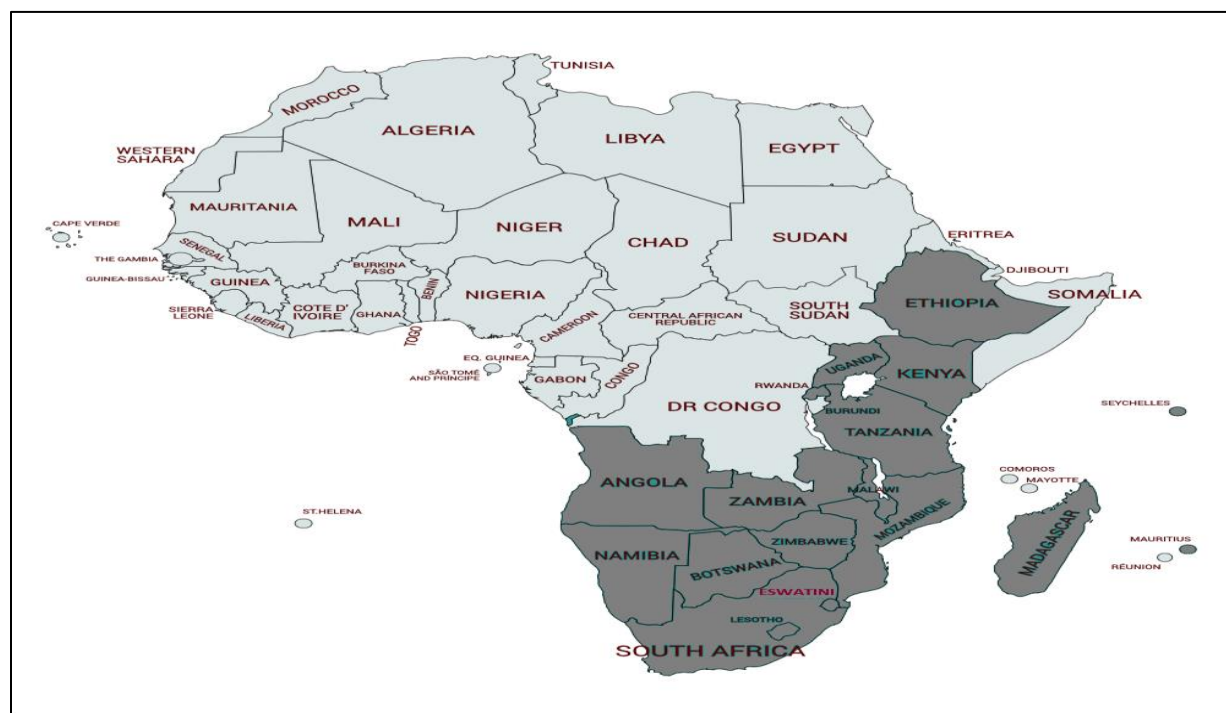 TUNISIA
MOROCCO
ALGERIA
LIBYA
EGYPT
WESTERN
SAHARA
MAURITANIA
MALI
NIGER
CHAD
SUDAN
ERITREA
CAPE VERDE
SENEGAL
THE GAMBIA
GUINEA-BISSAU
GUINEA
BURKINA
FASO
BENIN
NIGERIA
DJIBOUTI
SOMALIA
ETHIOPIA
SOUTH
SUDAN
SIERRA
LEONE
LIBERIA
COTE D'
IVOIRE
GHANA
TOGO
CAMEROON
CENTRAL AFRICAN
REPUBLIC
EQ. GUINEA
SÃO TOMÉ
AND PRÍNCIPE
GABON
CONGO
UGANDA
KENYA
RWANDA
DR CONGO
BURUNDI
TANZANIA
SEYCHELLES
COMOROS
MAYOTTE
ANGOLA
ZAMBIA
MALAWI
MOZAMBIQUE
MADAGASCAR
ST.HELENA
NAMIBIA
ZIMBABWE
BOTSWANA
MAURITIUS
RÉUNION
ESWATINI
LESOTHO
SOUTH AFRICA